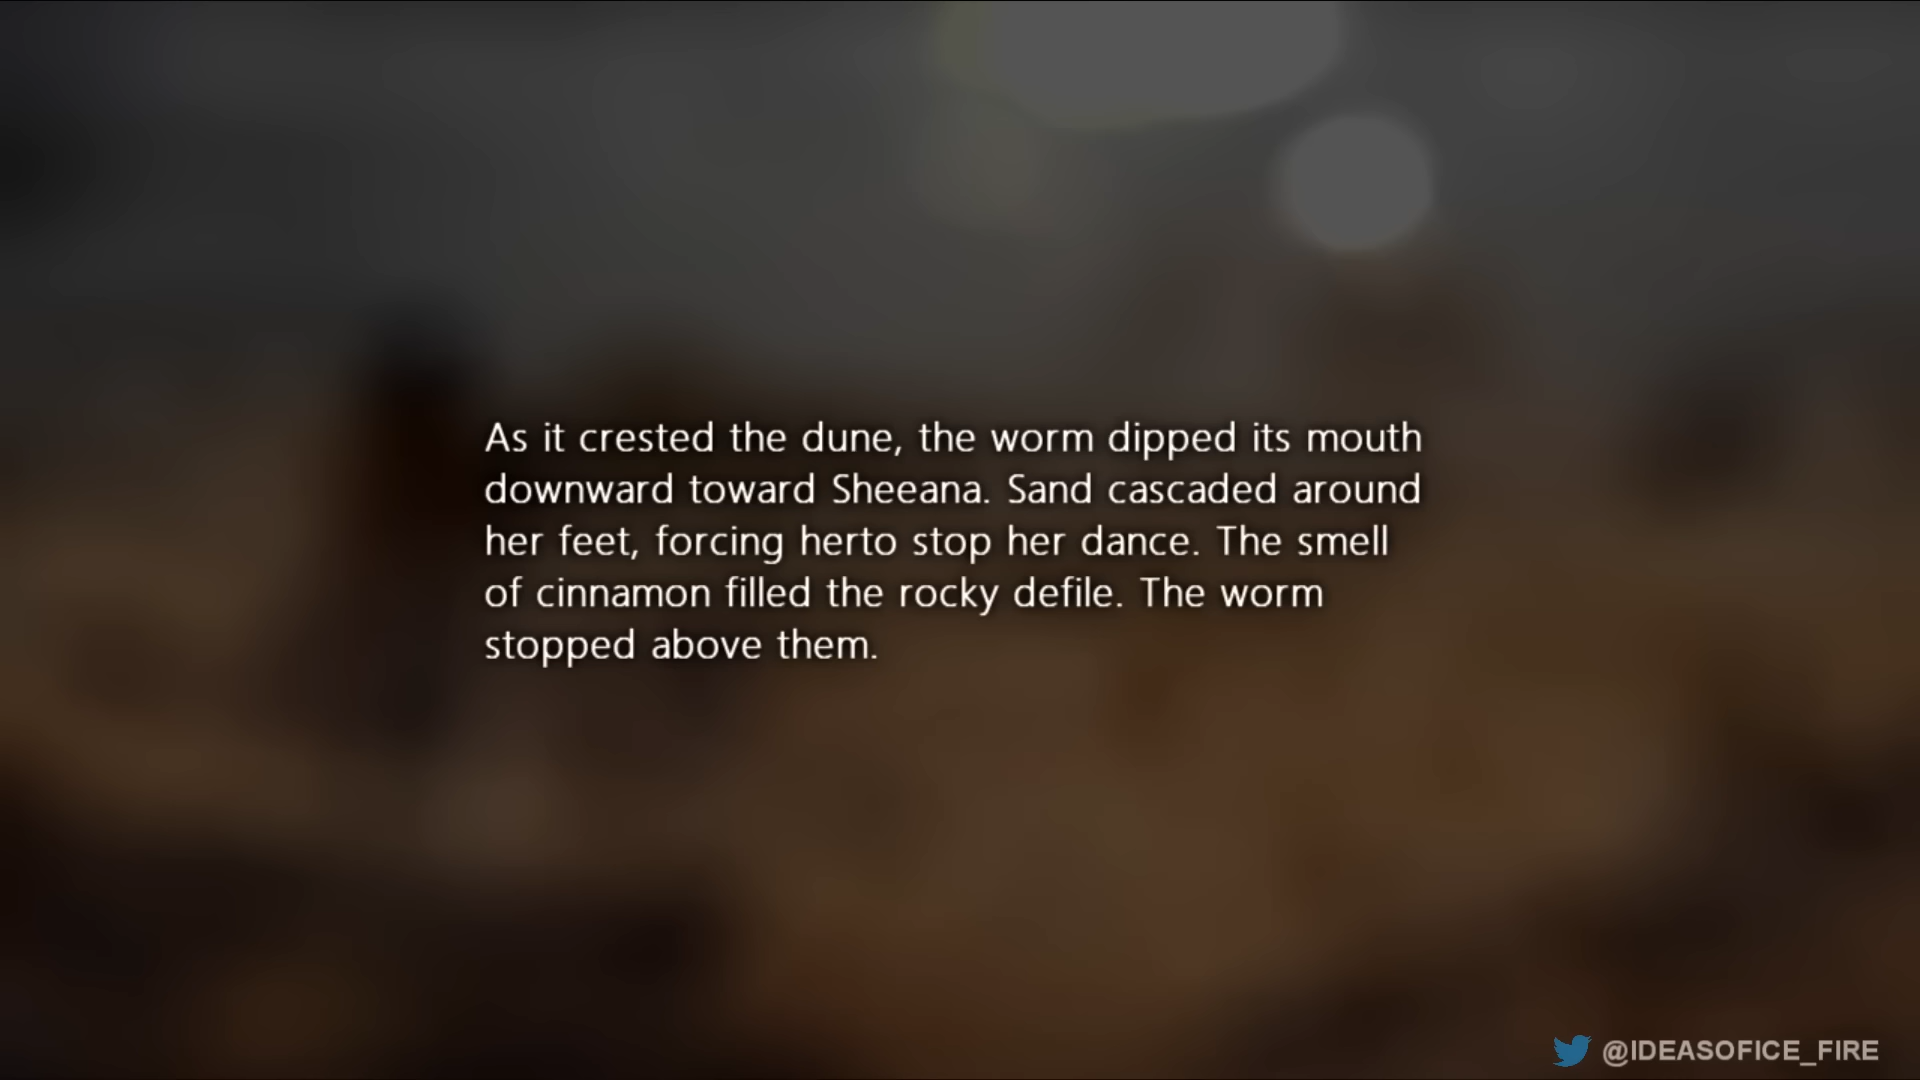 As it crested the dune, the worm dipped its mouth
downward toward Sheeana. Sand cascaded around
her feet, forcing herto stop her dance. The smell
of cinnamon filled the rocky defile. The worm
stopped above them.
@IDEASOFICE_FIRE